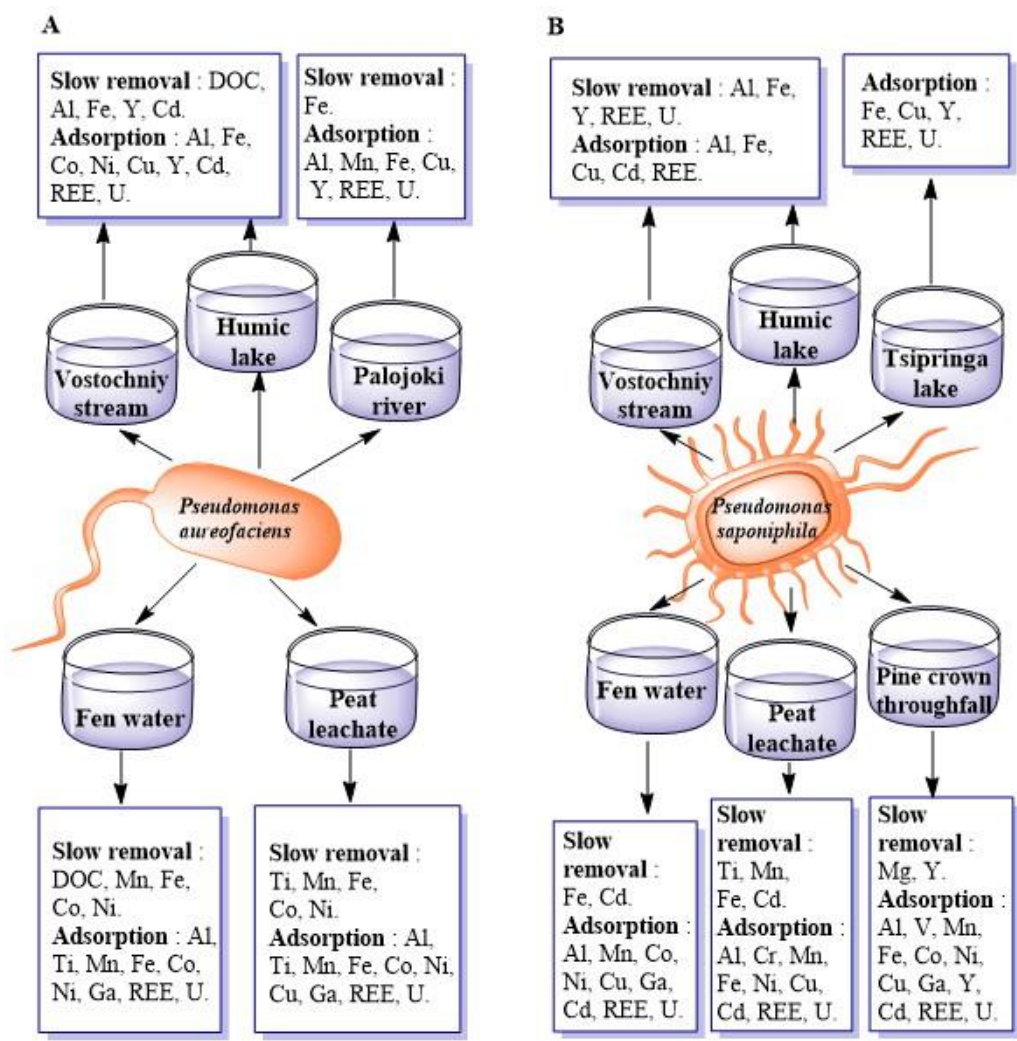 A
Slow removal : DOC,
Al, Fe, Y, Cd.
Adsorption : Al, Fe,
Co, Ni, Cu, Y, Cd,
REE, U.
Slow removal :
Fe.
Adsorption :
Al, Mn, Fe, Cu,
Y, REE, U.
Vostochniy
stream
Humic
lake
Palojoki
river
Pseudomonas
aureofaciens
Fen water
Peat
leachate
Slow removal :
DOC, Mn, Fe,
Co, Ni.
Adsorption : Al,
Ti, Mn, Fe, Co,
Ni, Ga, REE, U.
Slow removal :
Ti, Mn, Fe,
Co, Ni.
Adsorption : Al,
Ti, Mn, Fe, Co, Ni,
Cu, Ga, REE, U.
B
Slow removal : Al, Fe,
Y, REE, U.
Adsorption : Al, Fe,
Cu, Cd, REE.
Adsorption :
Fe, Cu, Y,
REE, U.
Vostochniy
stream
Humic
lake
Tsipringa
lake
Pseudomonas
saponiphila
Fen water
Peat
leachate
Pine crown
throughfall
Slow
removal :
Fe, Cd.
Adsorption :
Al, Mn, Co,
Ni, Cu, Ga,
Cd, REE, U.
Slow
removal :
Ti, Mn,
Fe, Cd.
Adsorption :
Al, Cr, Mn,
Fe, Ni, Cu,
Cd, REE, U.
Slow
removal :
Mg, Y.
Adsorption :
Al, V, Mn,
Fe, Co, Ni,
Cu, Ga, Y,
Cd, REE, U.